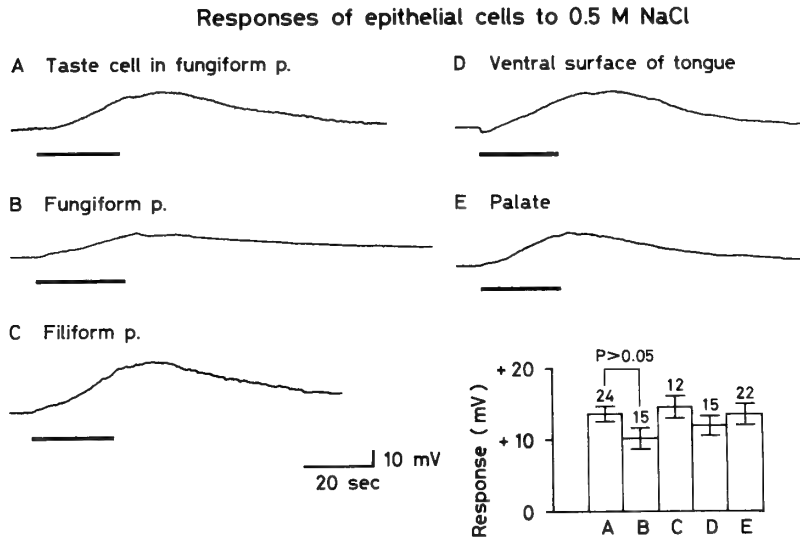 Responses of epithelial cells to 0.5 M NaCl
A Taste cell in fungiform p.
B Fungiform p.
C Filiform p.
10 mV
20 sec
D Ventral surface of tongue
E Palate
P>0.05
+20
+10
0
Response (mV)
24
15
12
15
22
A B C D E